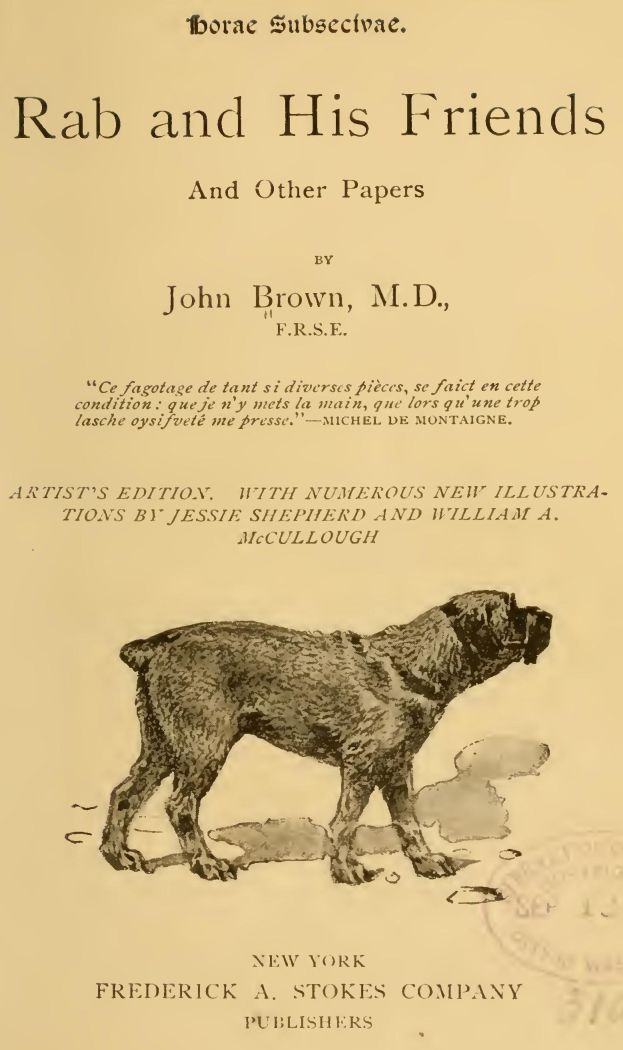 Horae Subsecivae.
Rab and His Friends
And Other Papers
BY
John Brown, M.D.,
F.R.S.E.
"Ce fagotage de tant si diverses pièces, se faict en cette
condition: que je n'y mets la main, que lors qu'une trop
lasche oysifveté me presse."—MICHEL DE MONTAIGNE.
ARTIST'S EDITION. WITH NUMEROUS NEW ILLUSTRA-
TIONS BY JESSIE SHEPHERD AND WILLIAM A.
McCULLOUGH
SEP
NEW YORK
FREDERICK A. STOKES COMPANY
PUBLISHERS